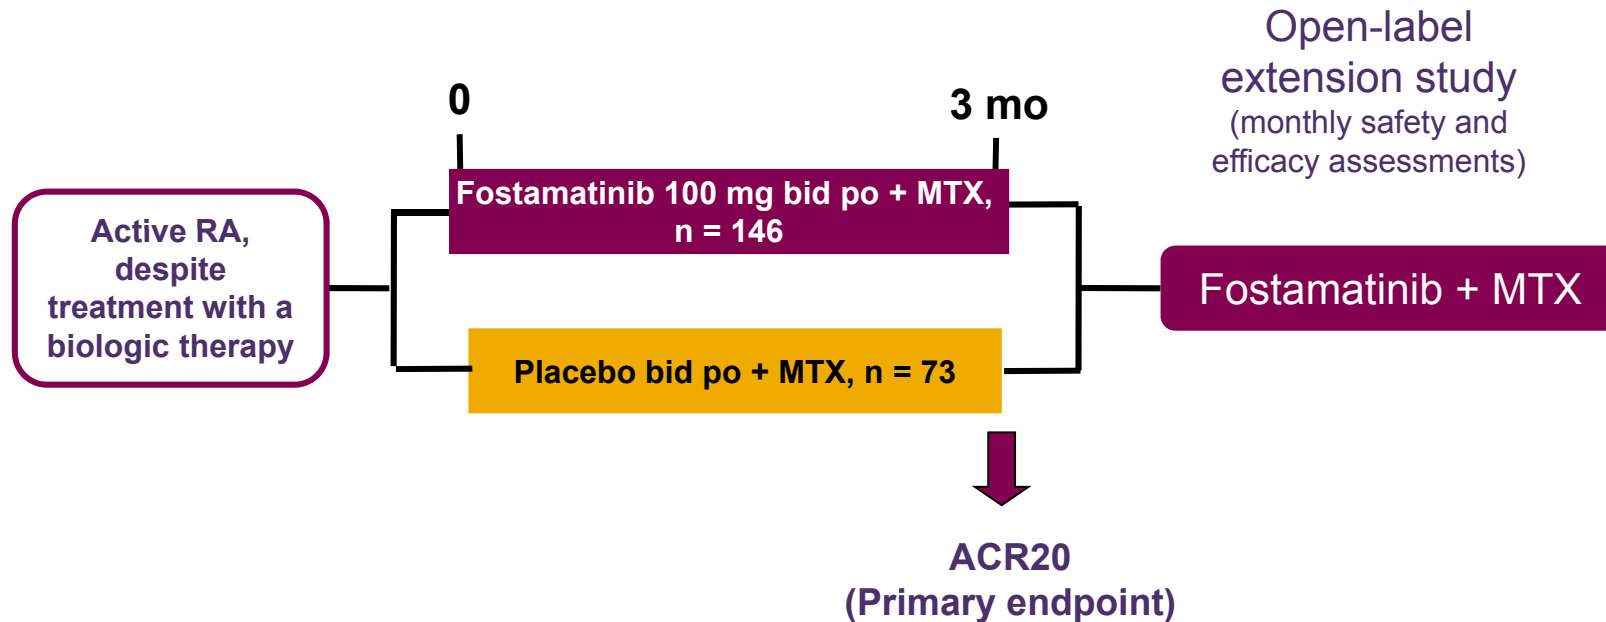 0
3 mo
Open-label
extension study
(monthly safety and
efficacy assessments)
Active RA,
despite
treatment with a
biologic therapy
Fostamatinib 100 mg bid po + MTX,
n = 146
Placebo bid po + MTX, n = 73
Fostamatinib + MTX
ACR20
(Primary endpoint)